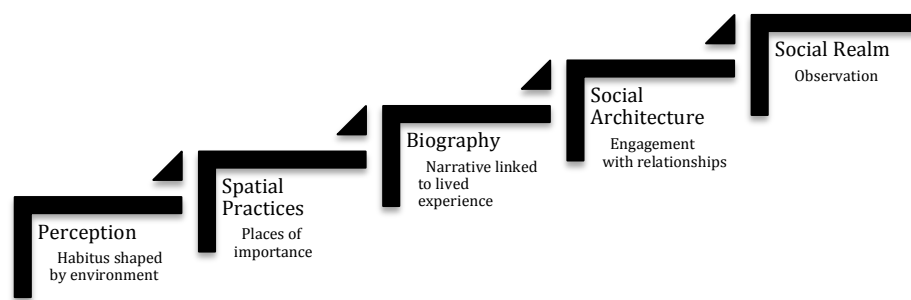 Perception
Habitus shaped
by environment
Spatial
Practices
Places of
importance
Biography
Narrative linked
to lived
experience
Social
Architecture
Engagement
with relationships
Social Realm
Observation